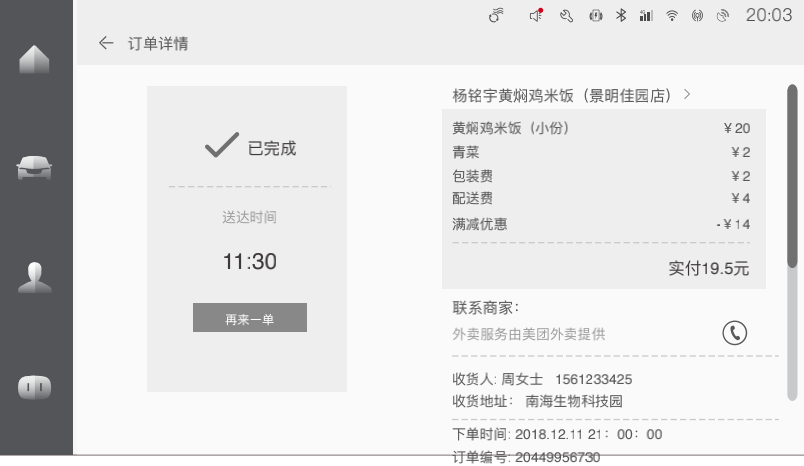 20:03
订单详情
已完成
送达时间
11:30
再来一单
杨铭宇黄焖鸡米饭（景明佳园店）
黄焖鸡米饭（小份） ￥20
青菜 ￥2
包装费 ￥2
配送费 ￥4
满减优惠 -￥14
实付19.5元
联系商家：
外卖服务由美团外卖提供
收货人: 周女士 1561233425
收货地址： 南海生物科技园
下单时间: 2018.12.11 21：00：00
订单编号: 20449956730